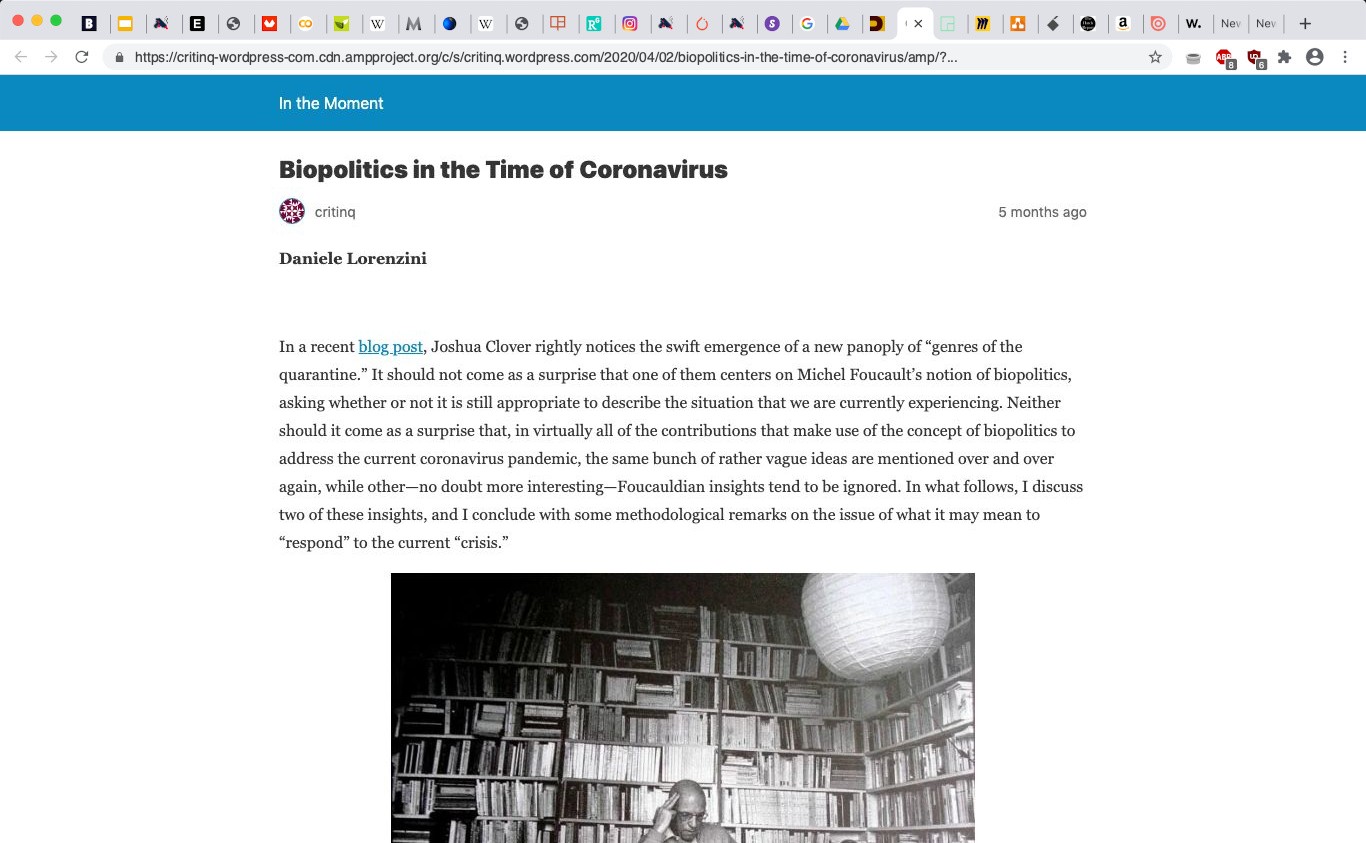 B E W M W R G S M a W. New New
https://critinq-wordpress-com.cdn.ampproject.org/c/s/critinq.wordpress.com/2020/04/02/biopolitics-in-the-time-of-coronavirus/amp/?...
ABP 8 6
In the Moment
Biopolitics in the Time of Coronavirus
critinq 5 months ago
Daniele Lorenzini
In a recent blog post, Joshua Clover rightly notices the swift emergence of a new panoply of “genres of the
quarantine.” It should not come as a surprise that one of them centers on Michel Foucault’s notion of biopolitics,
asking whether or not it is still appropriate to describe the situation that we are currently experiencing. Neither
should it come as a surprise that, in virtually all of the contributions that make use of the concept of biopolitics to
address the current coronavirus pandemic, the same bunch of rather vague ideas are mentioned over and over
again, while other—no doubt more interesting—Foucauldian insights tend to be ignored. In what follows, I discuss
two of these insights, and I conclude with some methodological remarks on the issue of what it may mean to
“respond” to the current “crisis.”